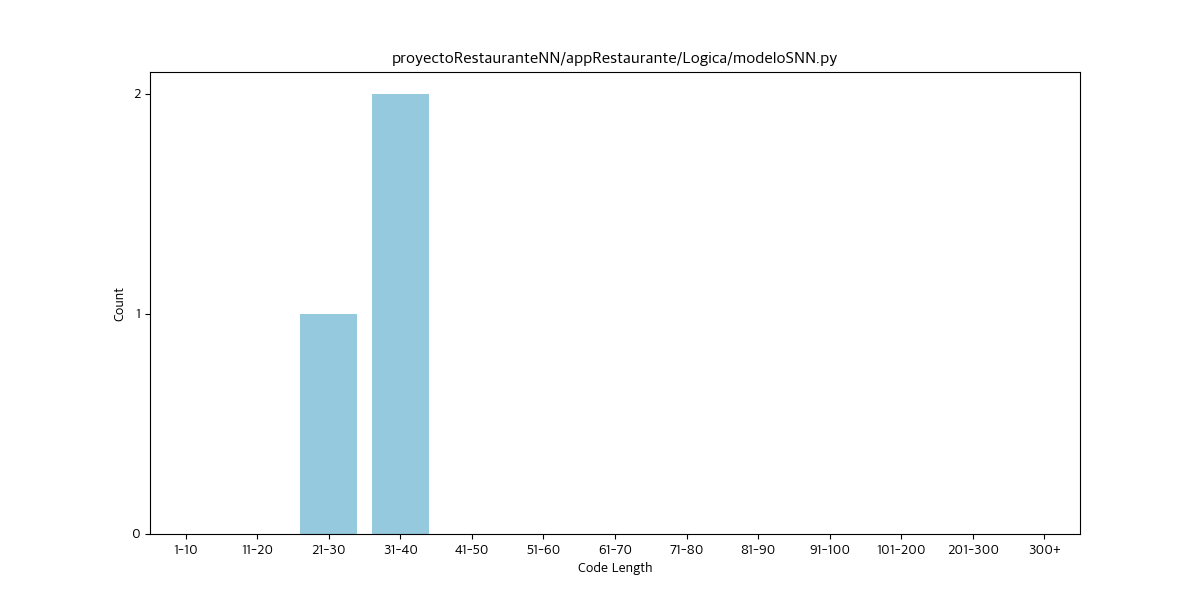 proyectoRestauranteNN/appRestaurante/Logica/modeloSNN.py
Count
2
1
0
1-10 11-20 21-30 31-40 41-50 51-60 61-70 71-80 81-90 91-100 101-200 201-300 300+
Code Length